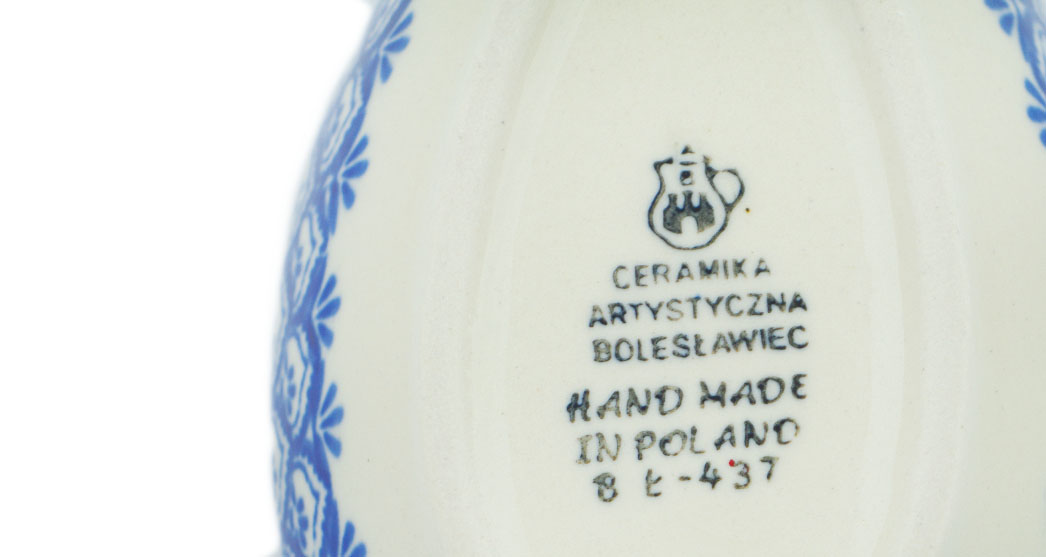 CERAMIKA
ARTYSTYCZNA
BOLESŁAWIEC
HAND MADE
IN POLAND
8 Ł-437